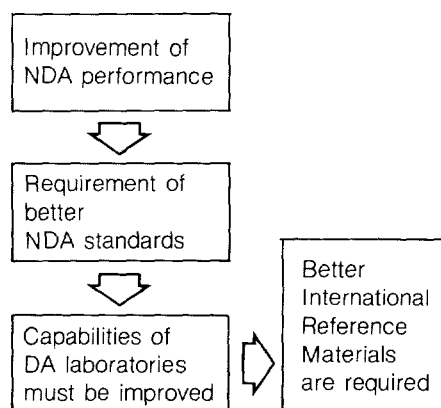 Improvement of
NDA performance
Requirement of
better
NDA standards
Capabilities of
DA laboratories
must be improved
Better
International
Reference
Materials
are required